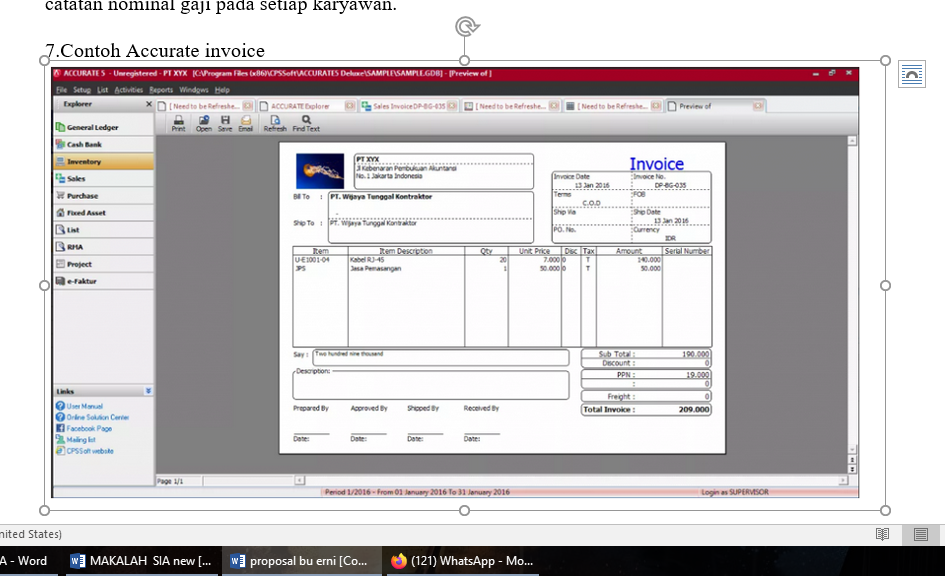 catatan nominal gaji pada setiap karyawan.
7.Contoh Accurate invoice
ACCURATE 5 - Unregistered - PT XYX [C:\Program Files (x86)\CPSSoft\ACCURATE5 Deluxe\SAMPLE\SAMPLE.GDB] - [Preview of ]
File Setup List Activities Reports Windows Help
Explorer
[ Need to be Refreshe...
ACCURATE Explorer
Sales Invoice DP-BG-035
[ Need to be Refreshe...
[ Need to be Refreshe...
Preview of
Print Open Save Email Refresh Find Text
General Ledger
Cash Bank
Inventory
Sales
Purchase
Fixed Asset
List
RMA
Project
e-Faktur
Links
User Manual
Online Solution Center
Facebook Page
Mailing list
CPSSoft website
PT XYX
Jl Kebenaran Pembukuan Akuntansi
No. 1 Jakarta Indonesia
Invoice
Bill To : PT. Wijaya Tunggal Kontraktor
Ship To : PT. Wijaya Tunggal Kontraktor
Invoice Date Invoice No.
13 Jan 2016 DP-BG-035
Terms FOB
C.O.D
Ship Via Ship Date
13 Jan 2016
PO. No. Currency
IDR
Item Item Description Qty Unit Price Disc Tax Amount Serial Number
U-E1001-04 Kabel RJ-45 20 7.000 0 T 140.000
JPS Jasa Pemasangan 1 50.000 0 T 50.000
Say : Two hundred nine thousand
Description:
Sub Total : 190.000
Discount : 0
PPN : 19.000
: 0
Freight : 0
Total Invoice : 209.000
Prepared By Approved By Shipped By Received By
Date: Date: Date: Date:
Page 1/1
Period 1/2016 - From 01 January 2016 To 31 January 2016
Login as SUPERVISOR
nited States)
A - Word
MAKALAH SIA new [...
proposal bu erni [Co...
(121) WhatsApp - Mo...